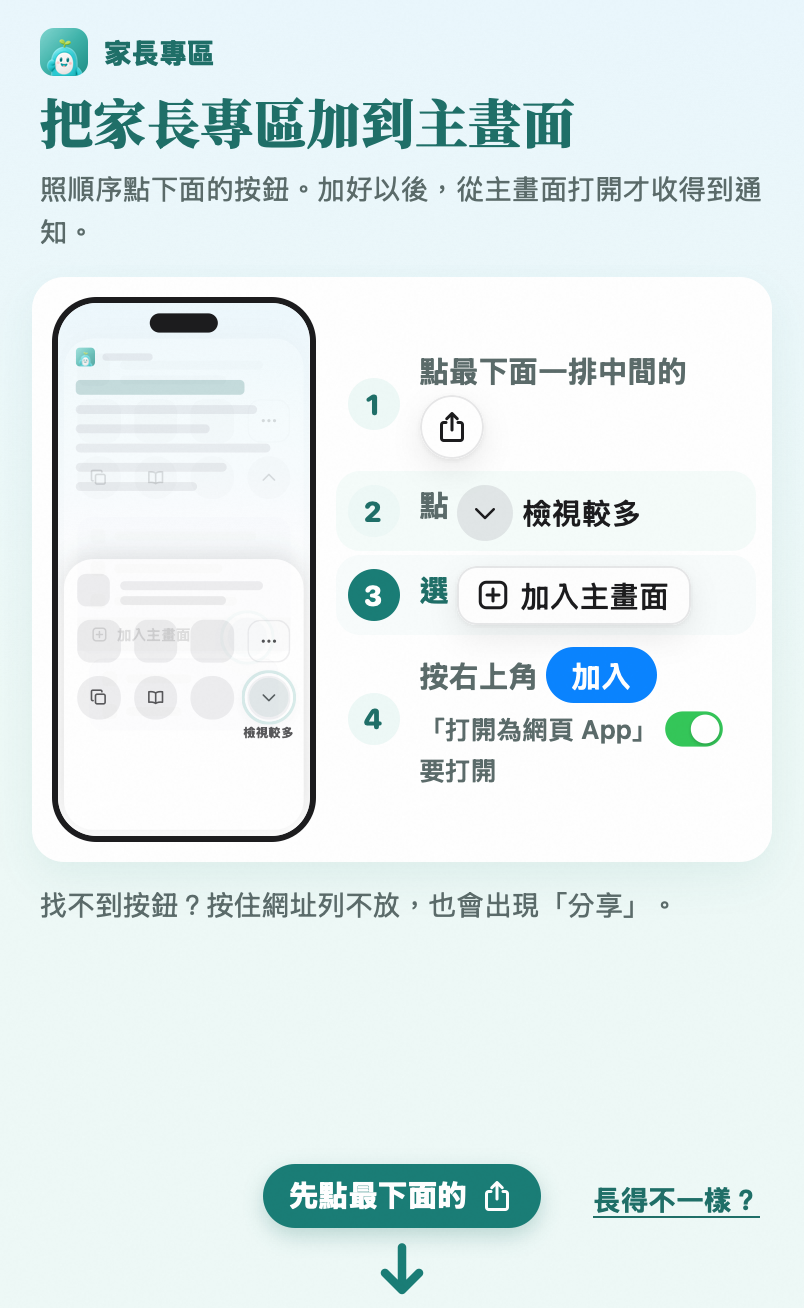 家長專區
把家長專區加到主畫面
照順序點下面的按鈕。加好以後，從主畫面打開才收得到通
知。
加入主畫面
檢視較多
1
點最下面一排中間的
2
點 檢視較多
3
選 加入主畫面
4
按右上角 加入
「打開為網頁 App」
要打開
找不到按鈕？按住網址列不放，也會出現「分享」。
先點最下面的
長得不一樣？